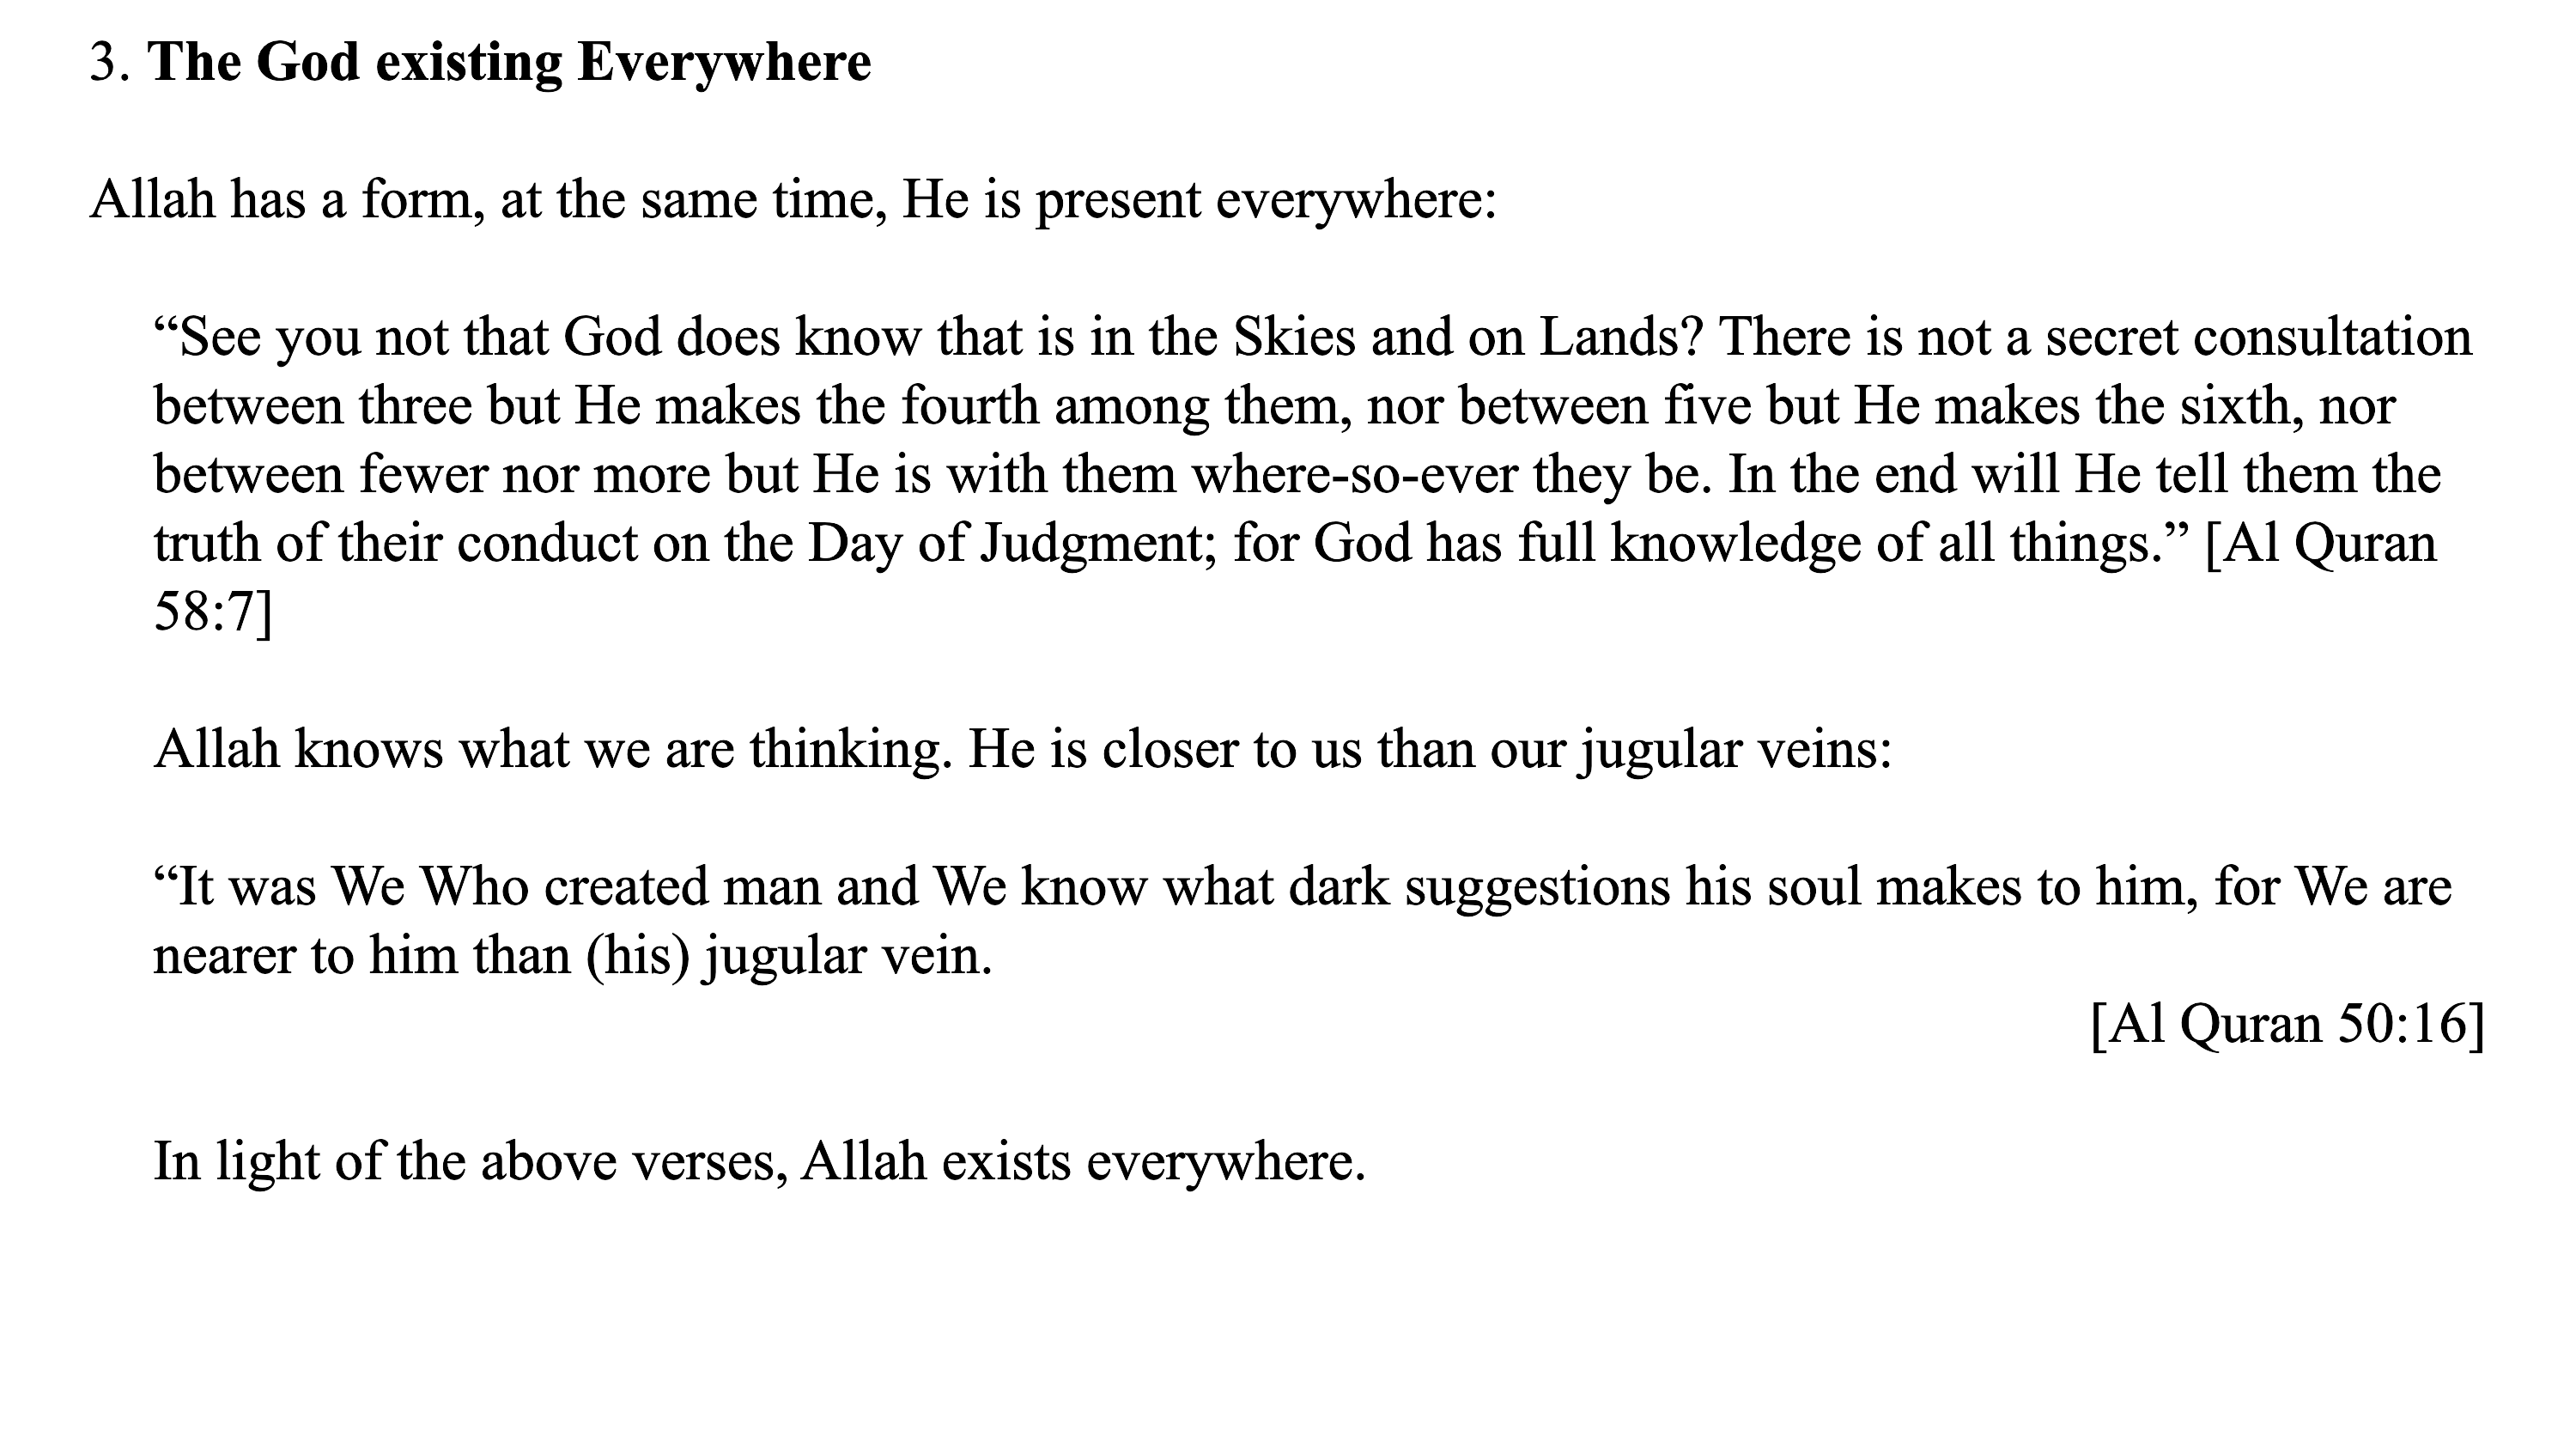 3. The God existing Everywhere
Allah has a form, at the same time, He is present everywhere:
“See you not that God does know that is in the Skies and on Lands? There is not a secret consultation
between three but He makes the fourth among them, nor between five but He makes the sixth, nor
between fewer nor more but He is with them where-so-ever they be. In the end will He tell them the
truth of their conduct on the Day of Judgment; for God has full knowledge of all things.” [Al Quran
58:7]
Allah knows what we are thinking. He is closer to us than our jugular veins:
“It was We Who created man and We know what dark suggestions his soul makes to him, for We are
nearer to him than (his) jugular vein.
[Al Quran 50:16]
In light of the above verses, Allah exists everywhere.